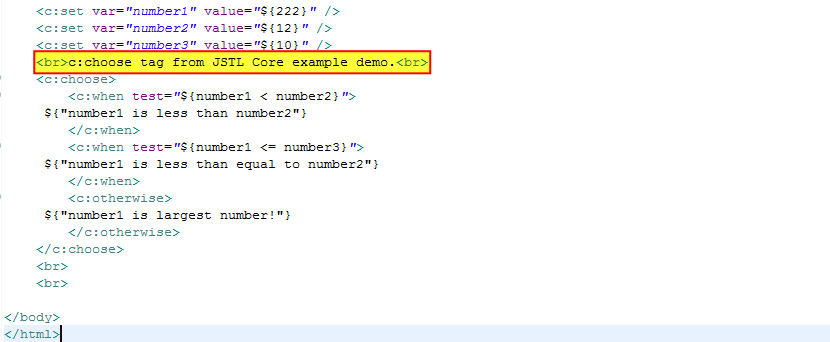 <c:set var="number1" value="${222}" />
<c:set var="number2" value="${12}" />
<c:set var="number3" value="${10}" />
<br>c:choose tag from JSTL Core example demo.<br>
<c:choose>
<c:when test="${number1 < number2}">
${"number1 is less than number2"}
</c:when>
<c:when test="${number1 <= number3}">
${"number1 is less than equal to number2"}
</c:when>
<c:otherwise>
${"number1 is largest number!"}
</c:otherwise>
</c:choose>
<br>
<br>
</body>
</html>